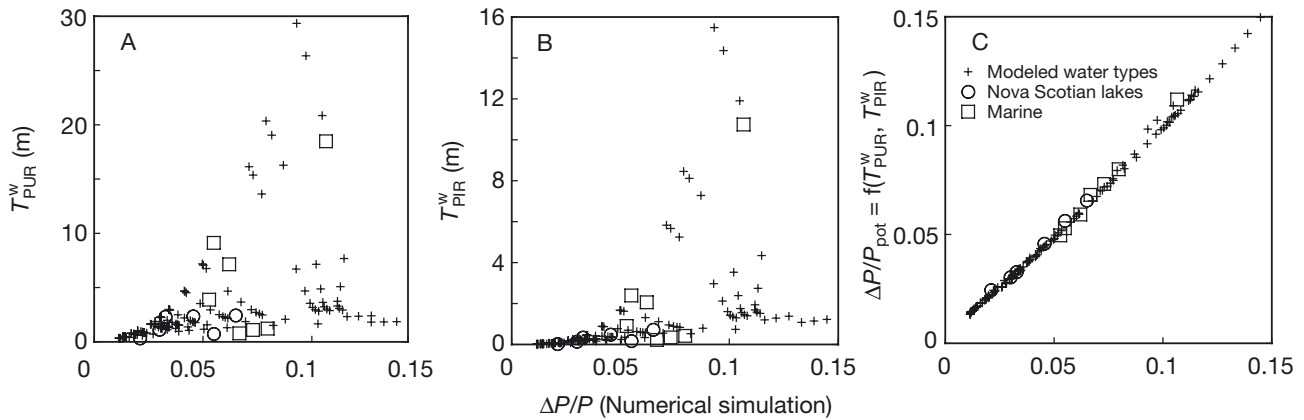 A
30
20
10
0
T^w_PUR (m)
0 0.05 0.10 0.15
B
16
12
8
4
0
T^w_PIR (m)
0 0.05 0.10 0.15
ΔP/P (Numerical simulation)
C
+ Modeled water types
○ Nova Scotian lakes
□ Marine
0.15
0.1
0.05
0
ΔP/P_pot = f(T^w_PUR, T^w_PIR)
0 0.05 0.1 0.15